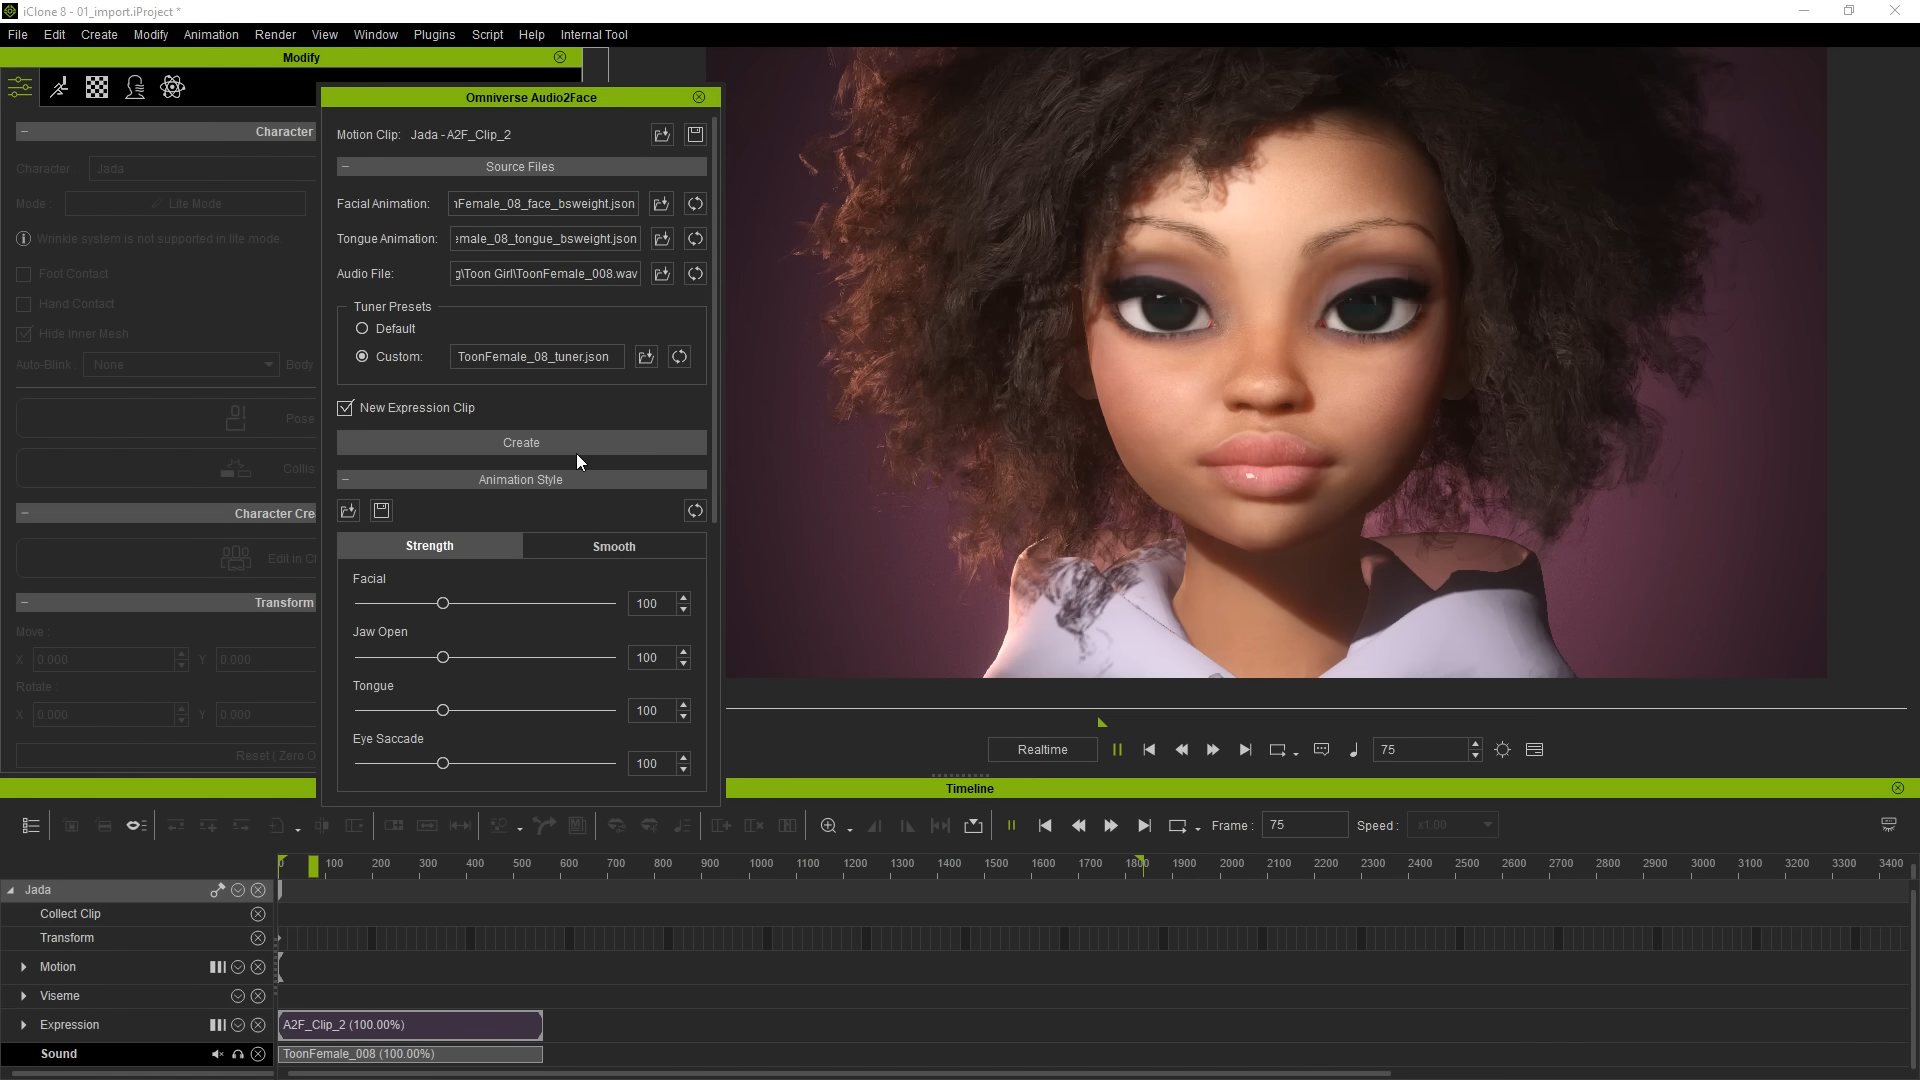 iClone 8 - 01_import.iProject *
File Edit Create Modify Animation Render View Window Plugins Script Help Internal Tool
Modify
Character
Character Jada
Mode : Lite Mode
Wrinkle system is not supported in lite mode
Foot Contact
Hand Contact
Hide Inner Mesh
Auto-Blink : None Body
Pose
Collis
Character Cre
Edit in C
Transform
Move :
X 0.000 Y 0.000
Rotate
X 0.000 Y 0.000
Reset ( Zero O
Omniverse Audio2Face
Motion Clip: Jada - A2F_Clip_2
Source Files
Facial Animation: nFemale_08_face_bsweight.json
Tongue Animation: emale_08_tongue_bsweight.json
Audio File: g\Toon Girl\ToonFemale_008.wav
Tuner Presets
Default
Custom: ToonFemale_08_tuner.json
New Expression Clip
Create
Animation Style
Strength Smooth
Facial
100
Jaw Open
100
Tongue
100
Eye Saccade
100
Realtime 75
Timeline
Frame : 75 Speed : x1.00
0 100 200 300 400 500 600 700 800 900 1000 1100 1200 1300 1400 1500 1600 1700 1800 1900 2000 2100 2200 2300 2400 2500 2600 2700 2800 2900 3000 3100 3200 3300 3400
Jada
Collect Clip
Transform
Motion
Viseme
Expression A2F_Clip_2 (100.00%)
Sound ToonFemale_008 (100.00%)